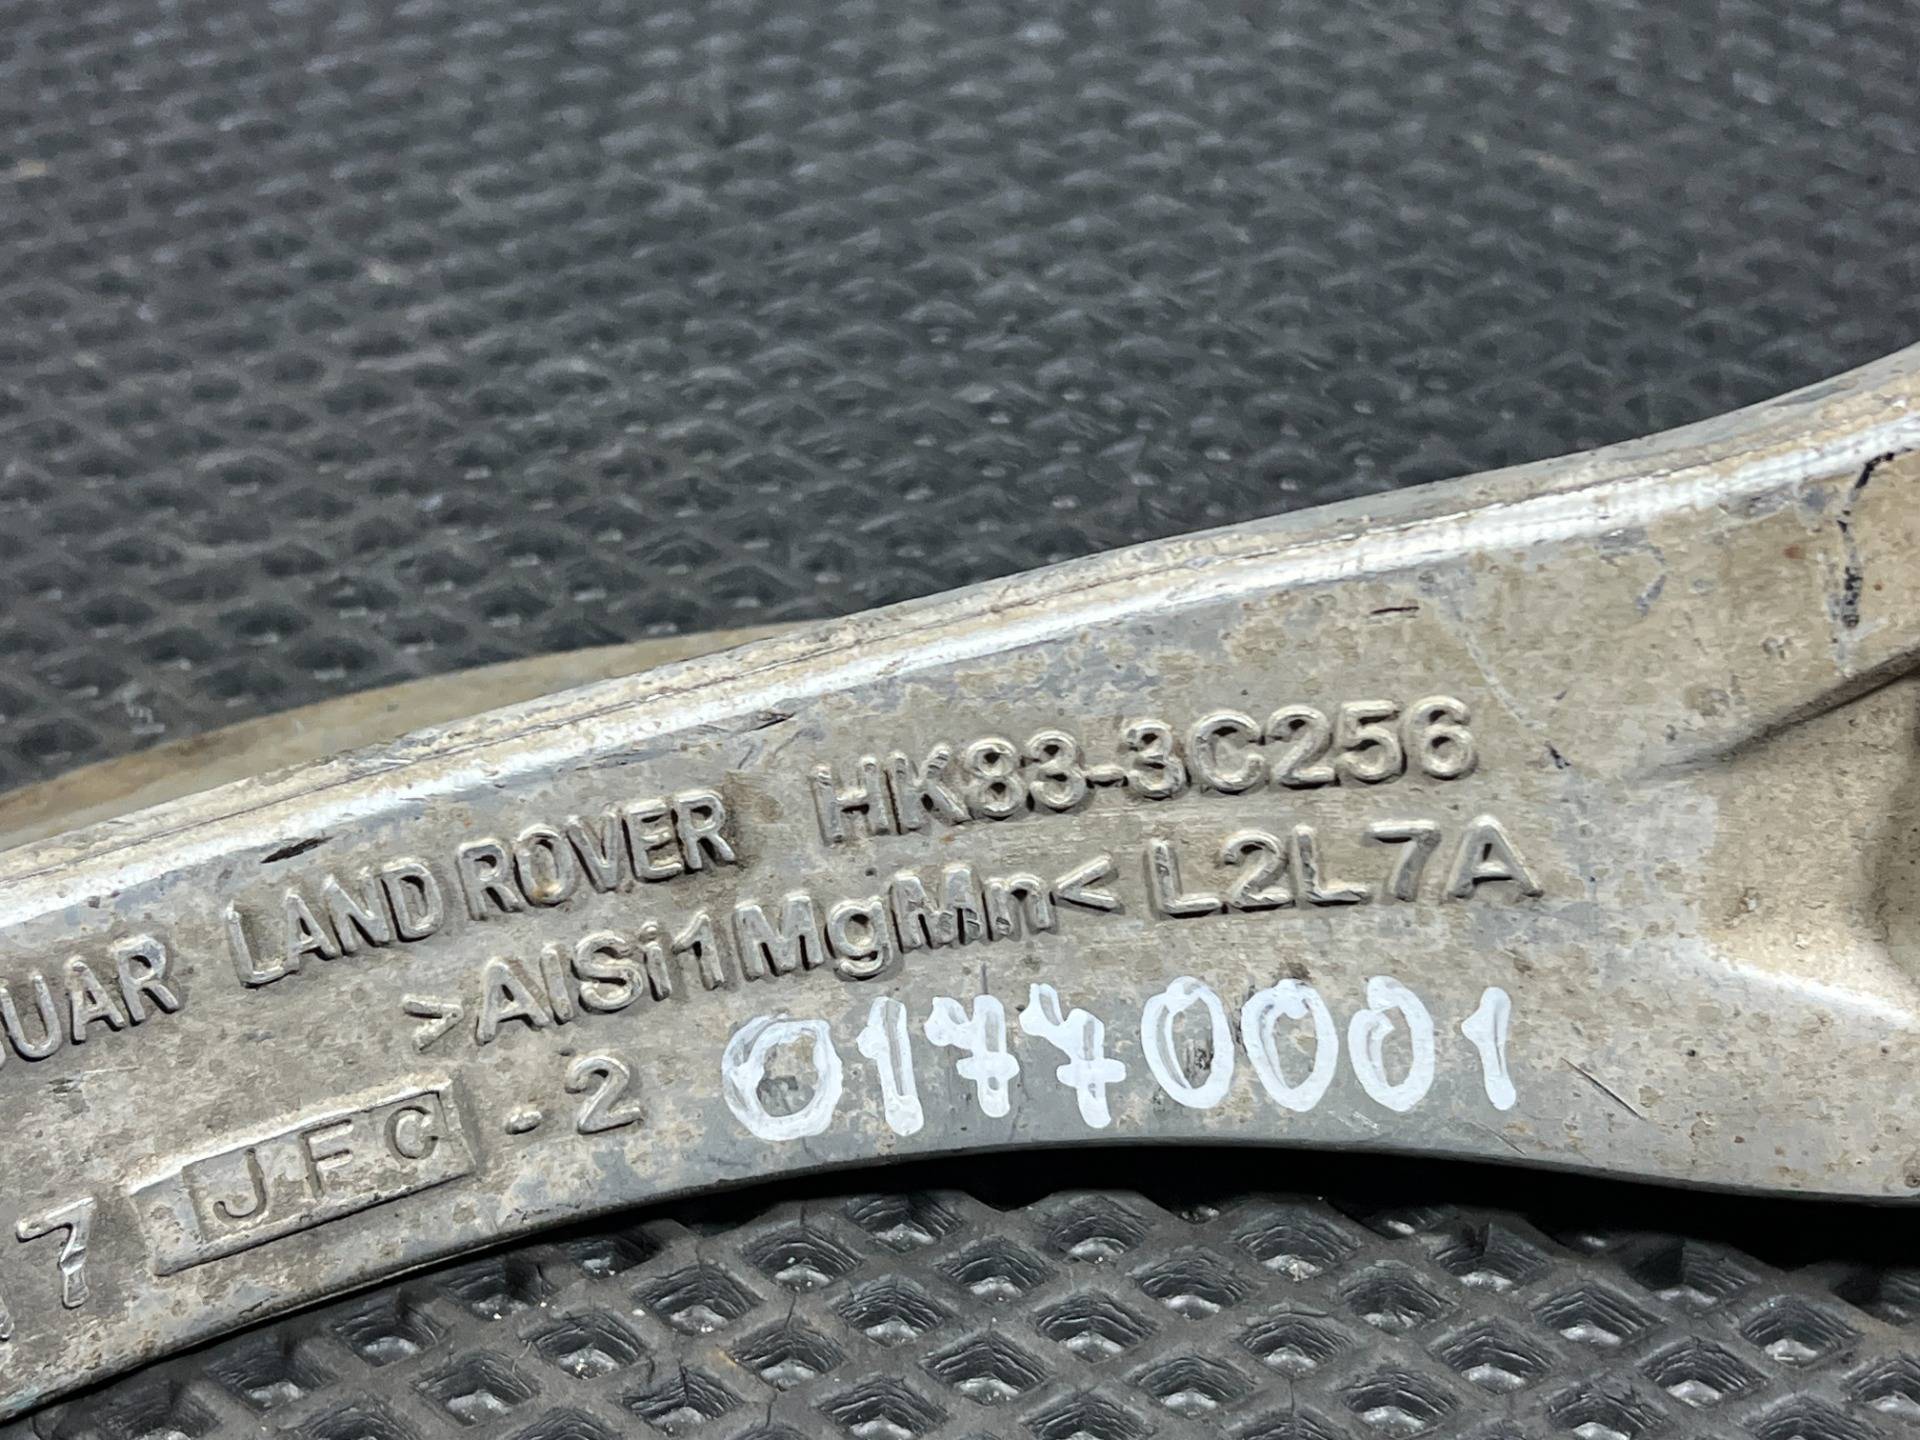 UAR LAND ROVER HK83-3C256
>AlSi1MgMn< L2L7A
7 JFC .2 01770001